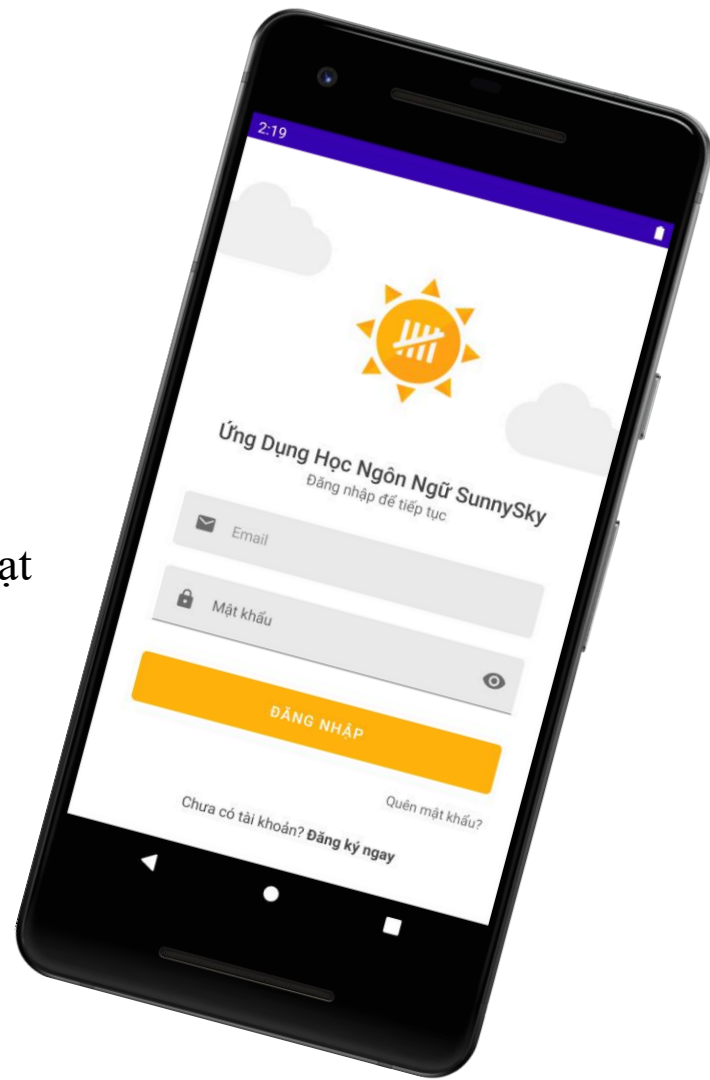 2:19
Ứng Dụng Học Ngôn Ngữ SunnySky
Đăng nhập để tiếp tục
Email
ạt
Mật khẩu
ĐĂNG NHẬP
Quên mật khẩu?
Chưa có tài khoản? Đăng ký ngay